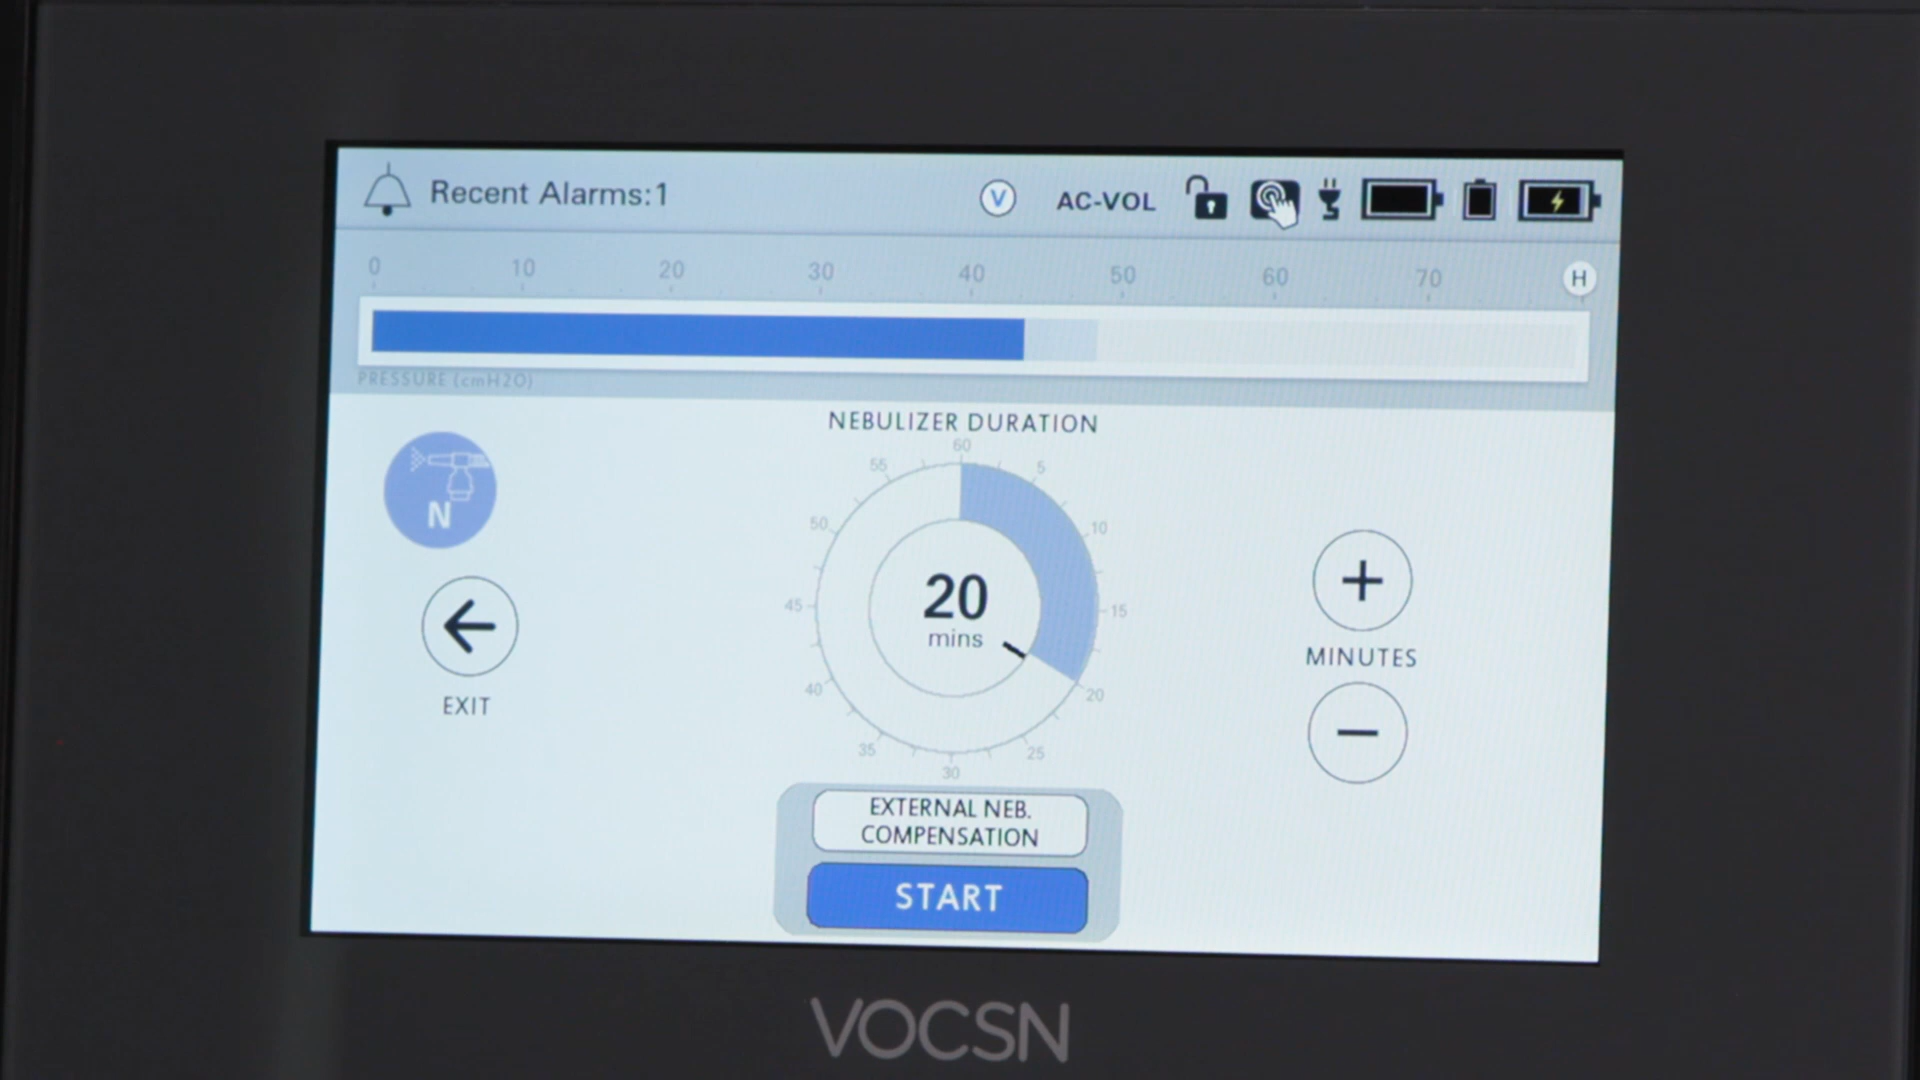 Recent Alarms:1
V
AC-VOL
0 10 20 30 40 50 60 70 H
PRESSURE (cmH2O)
NEBULIZER DURATION
60
55
5
50
10
45
15
40
20
35
25
30
20
mins
N
EXIT
+
MINUTES
−
EXTERNAL NEB.
COMPENSATION
START
VOCSN